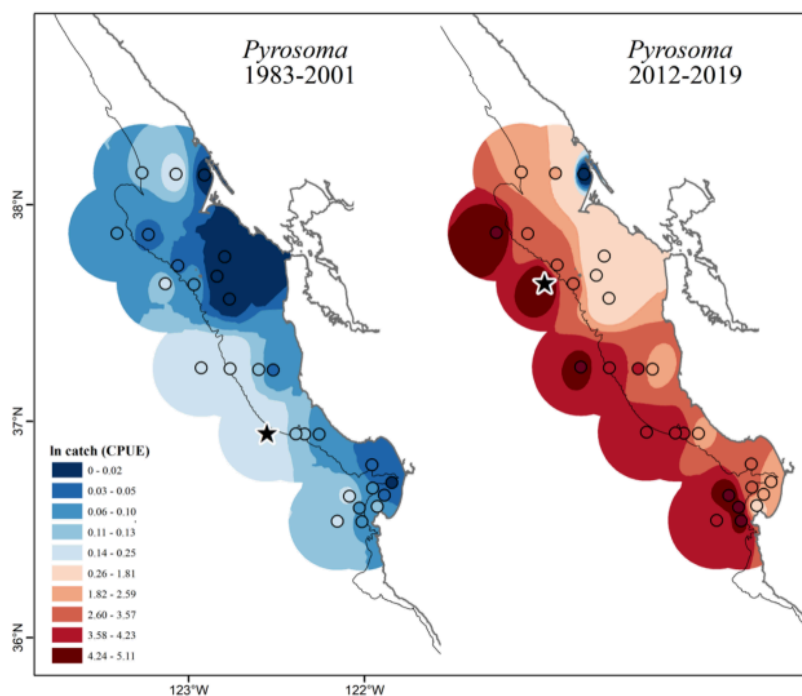 Pyrosoma
1983-2001
Pyrosoma
2012-2019
38°N
37°N
36°N
ln catch (CPUE)
0 - 0.02
0.03 - 0.05
0.06 - 0.10
0.11 - 0.13
0.14 - 0.25
0.26 - 1.81
1.82 - 2.59
2.60 - 3.57
3.58 - 4.23
4.24 - 5.11
123°W
122°W